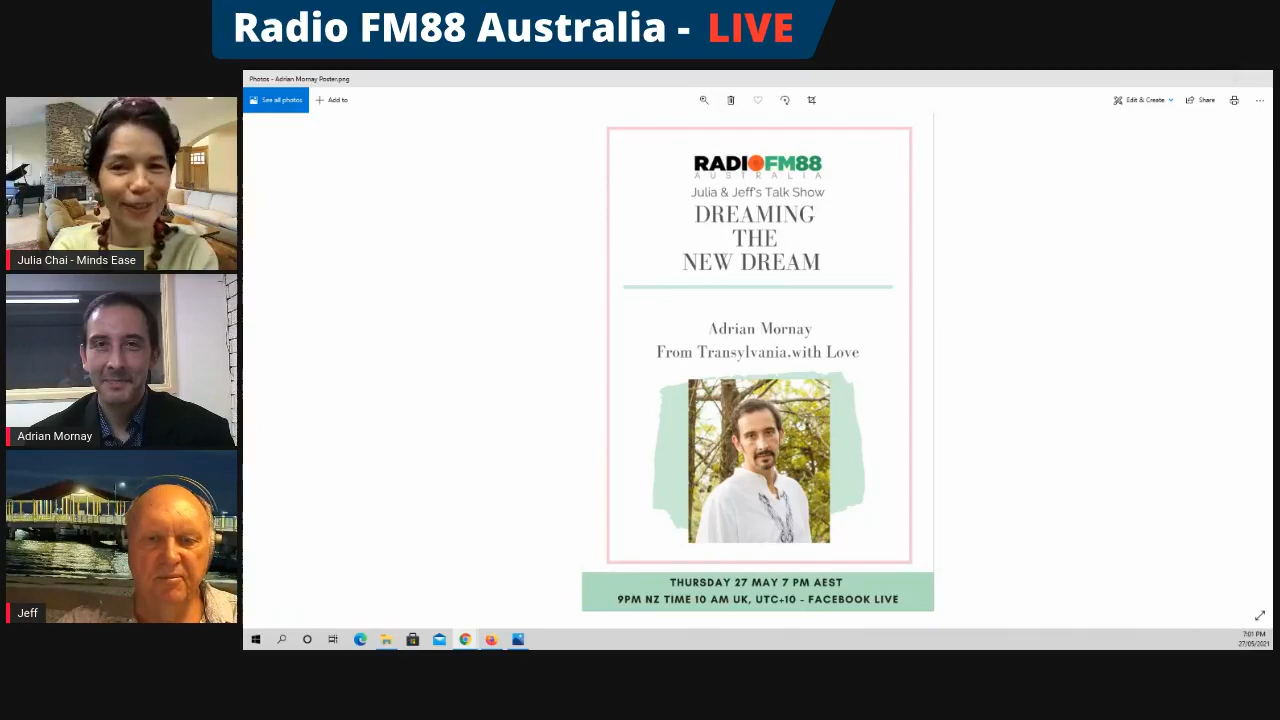 Radio FM88 Australia - LIVE
Photos - Adrian Mornay Poster.png
See all photos
Add to
Edit & Create
Share
Julia Chai - Minds Ease
Adrian Mornay
Jeff
RADIOFM88
AUSTRALIA
Julia & Jeff's Talk Show
DREAMING
THE
NEW DREAM
Adrian Mornay
From Transylvania.with Love
THURSDAY 27 MAY 7 PM AEST
9PM NZ TIME 10 AM UK, UTC+10 - FACEBOOK LIVE
7:01 PM
27/05/2021